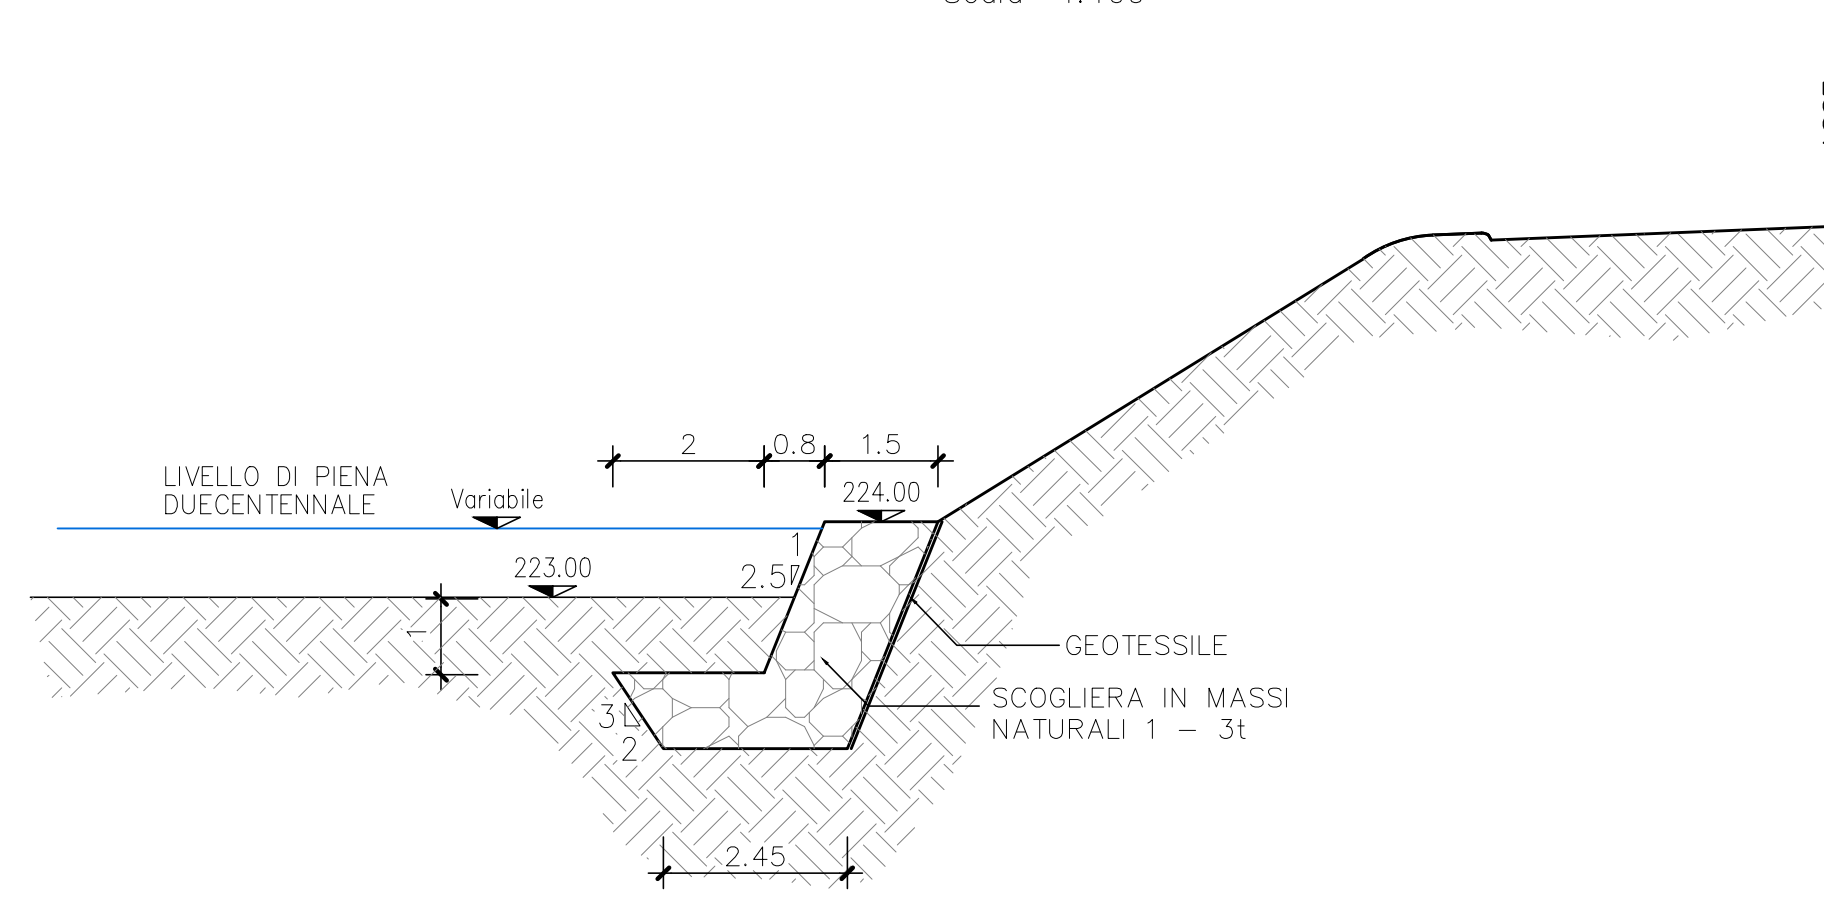 2
0.8
1.5
LIVELLO DI PIENA
DUECENTENNALE
Variabile
224.00
1
2.5
223.00
1
GEOTESSILE
SCOGLIERA IN MASSI
NATURALI 1 – 3t
3
2
2.45